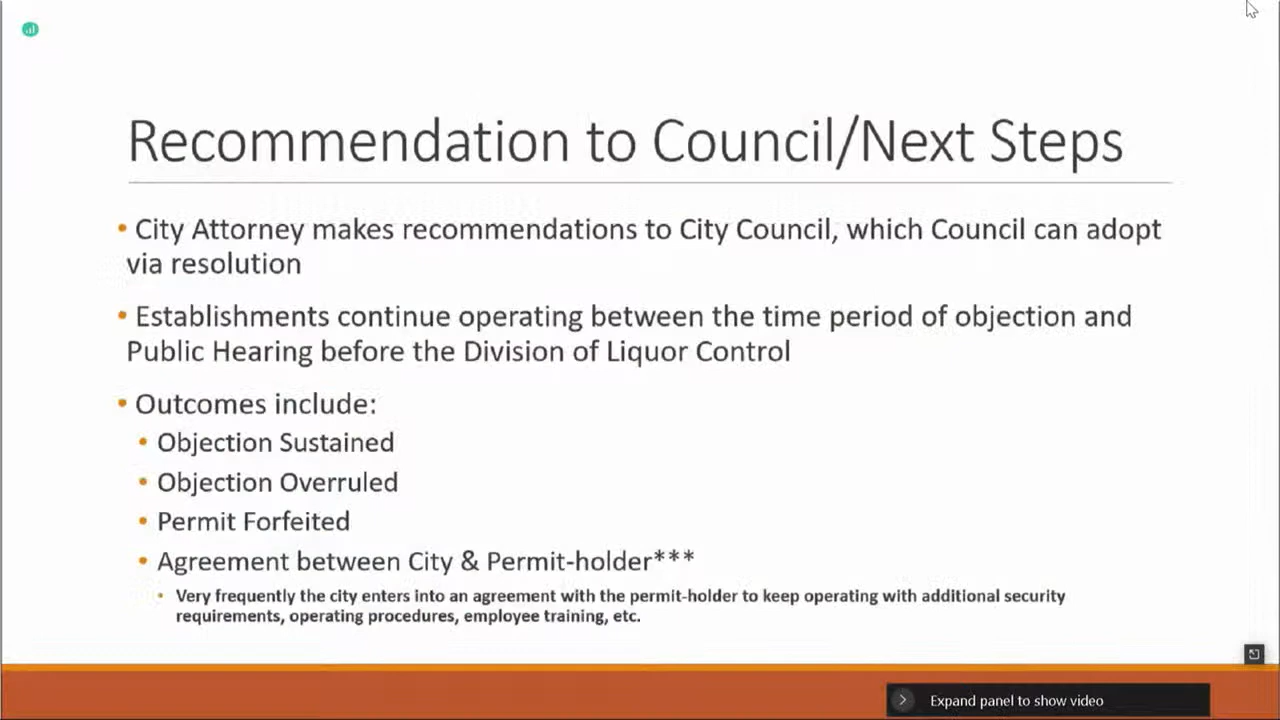 Recommendation to Council/Next Steps
• City Attorney makes recommendations to City Council, which Council can adopt
via resolution
• Establishments continue operating between the time period of objection and
Public Hearing before the Division of Liquor Control
• Outcomes include:
• Objection Sustained
• Objection Overruled
• Permit Forfeited
• Agreement between City & Permit-holder***
• Very frequently the city enters into an agreement with the permit-holder to keep operating with additional security
requirements, operating procedures, employee training, etc.
Expand panel to show video